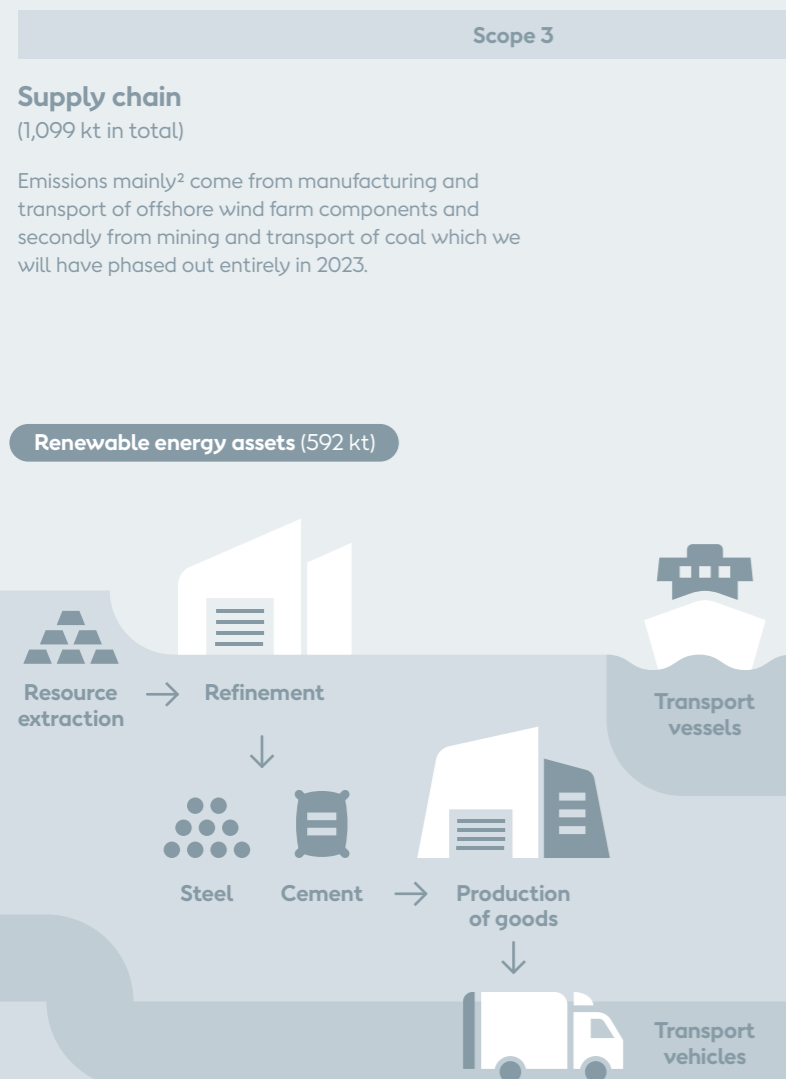 Scope 3
Supply chain
(1,099 kt in total)
Emissions mainly² come from manufacturing and
transport of offshore wind farm components and
secondly from mining and transport of coal which we
will have phased out entirely in 2023.
Renewable energy assets (592 kt)
Resource
extraction
Refinement
Transport
vessels
Steel
Cement
Production
of goods
Transport
vehicles